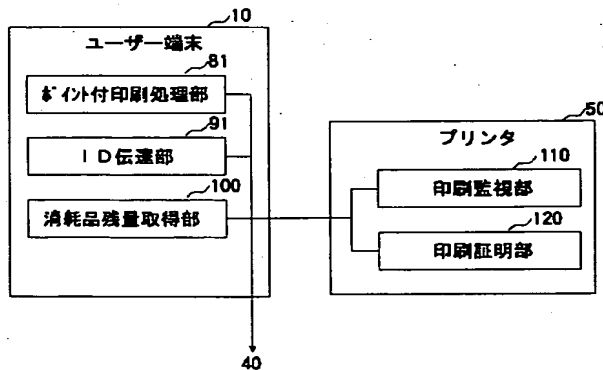 10
ユーザー端末
81
ポイント付印刷処理部
91
ID伝達部
100
消耗品残量取得部
50
プリンタ
110
印刷監視部
120
印刷証明部
40